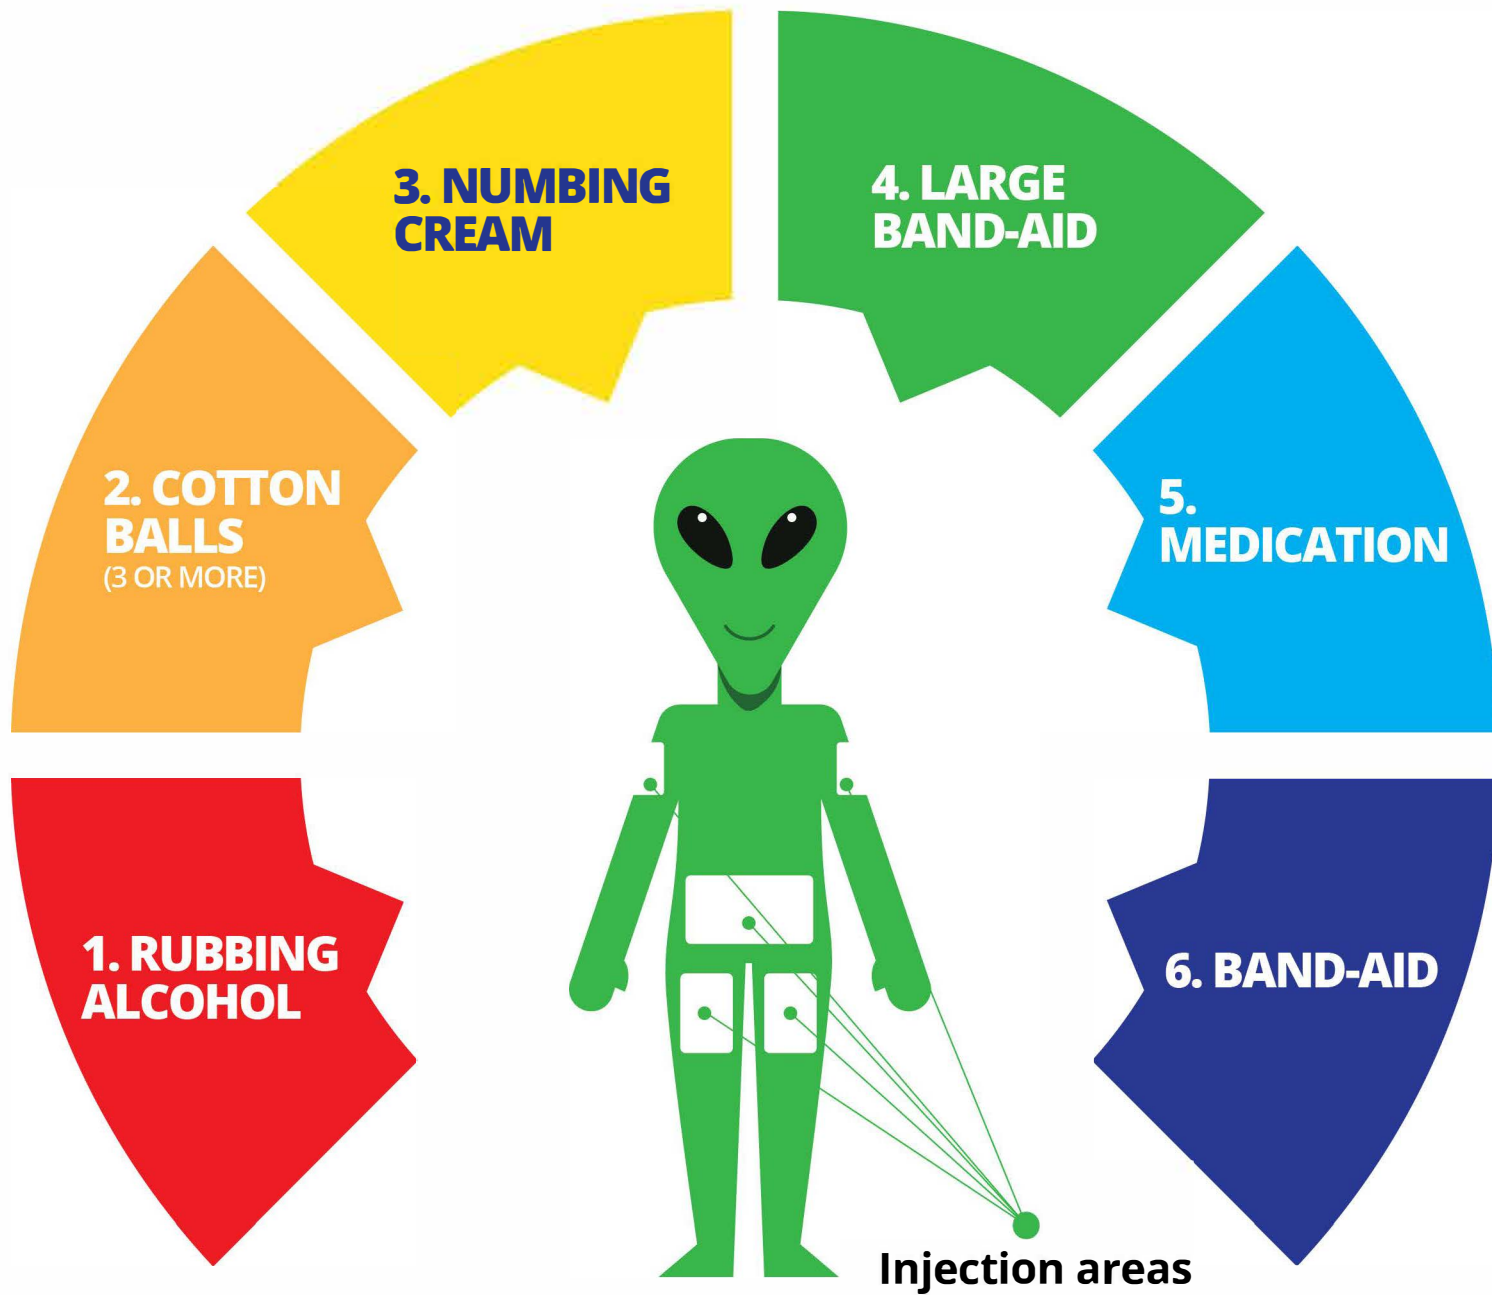 3. NUMBING
CREAM
4. LARGE
BAND-AID
2. COTTON
BALLS
(3 OR MORE)
5.
MEDICATION
1. RUBBING
ALCOHOL
6. BAND-AID
Injection areas